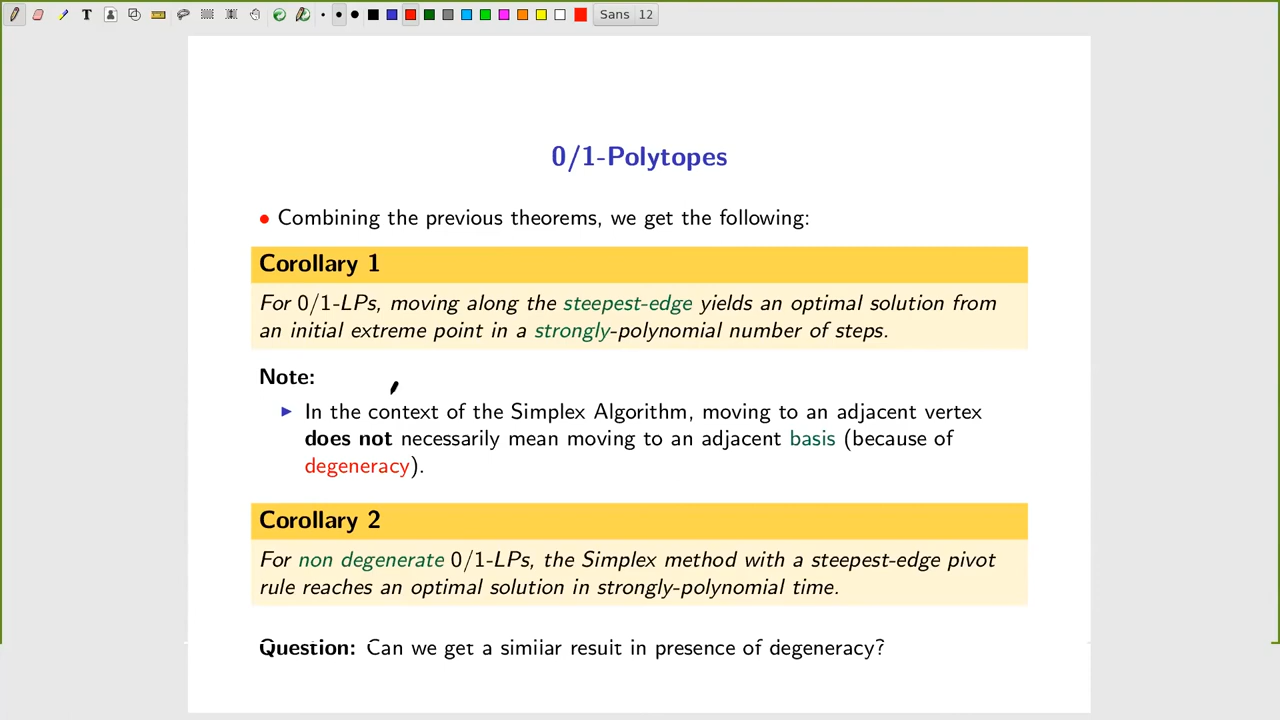 T Sans 12
0/1-Polytopes
• Combining the previous theorems, we get the following:
Corollary 1
For 0/1-LPs, moving along the steepest-edge yields an optimal solution from
an initial extreme point in a strongly-polynomial number of steps.
Note:
▶ In the context of the Simplex Algorithm, moving to an adjacent vertex
does not necessarily mean moving to an adjacent basis (because of
degeneracy).
Corollary 2
For non degenerate 0/1-LPs, the Simplex method with a steepest-edge pivot
rule reaches an optimal solution in strongly-polynomial time.
Question: Can we get a similar result in presence of degeneracy?